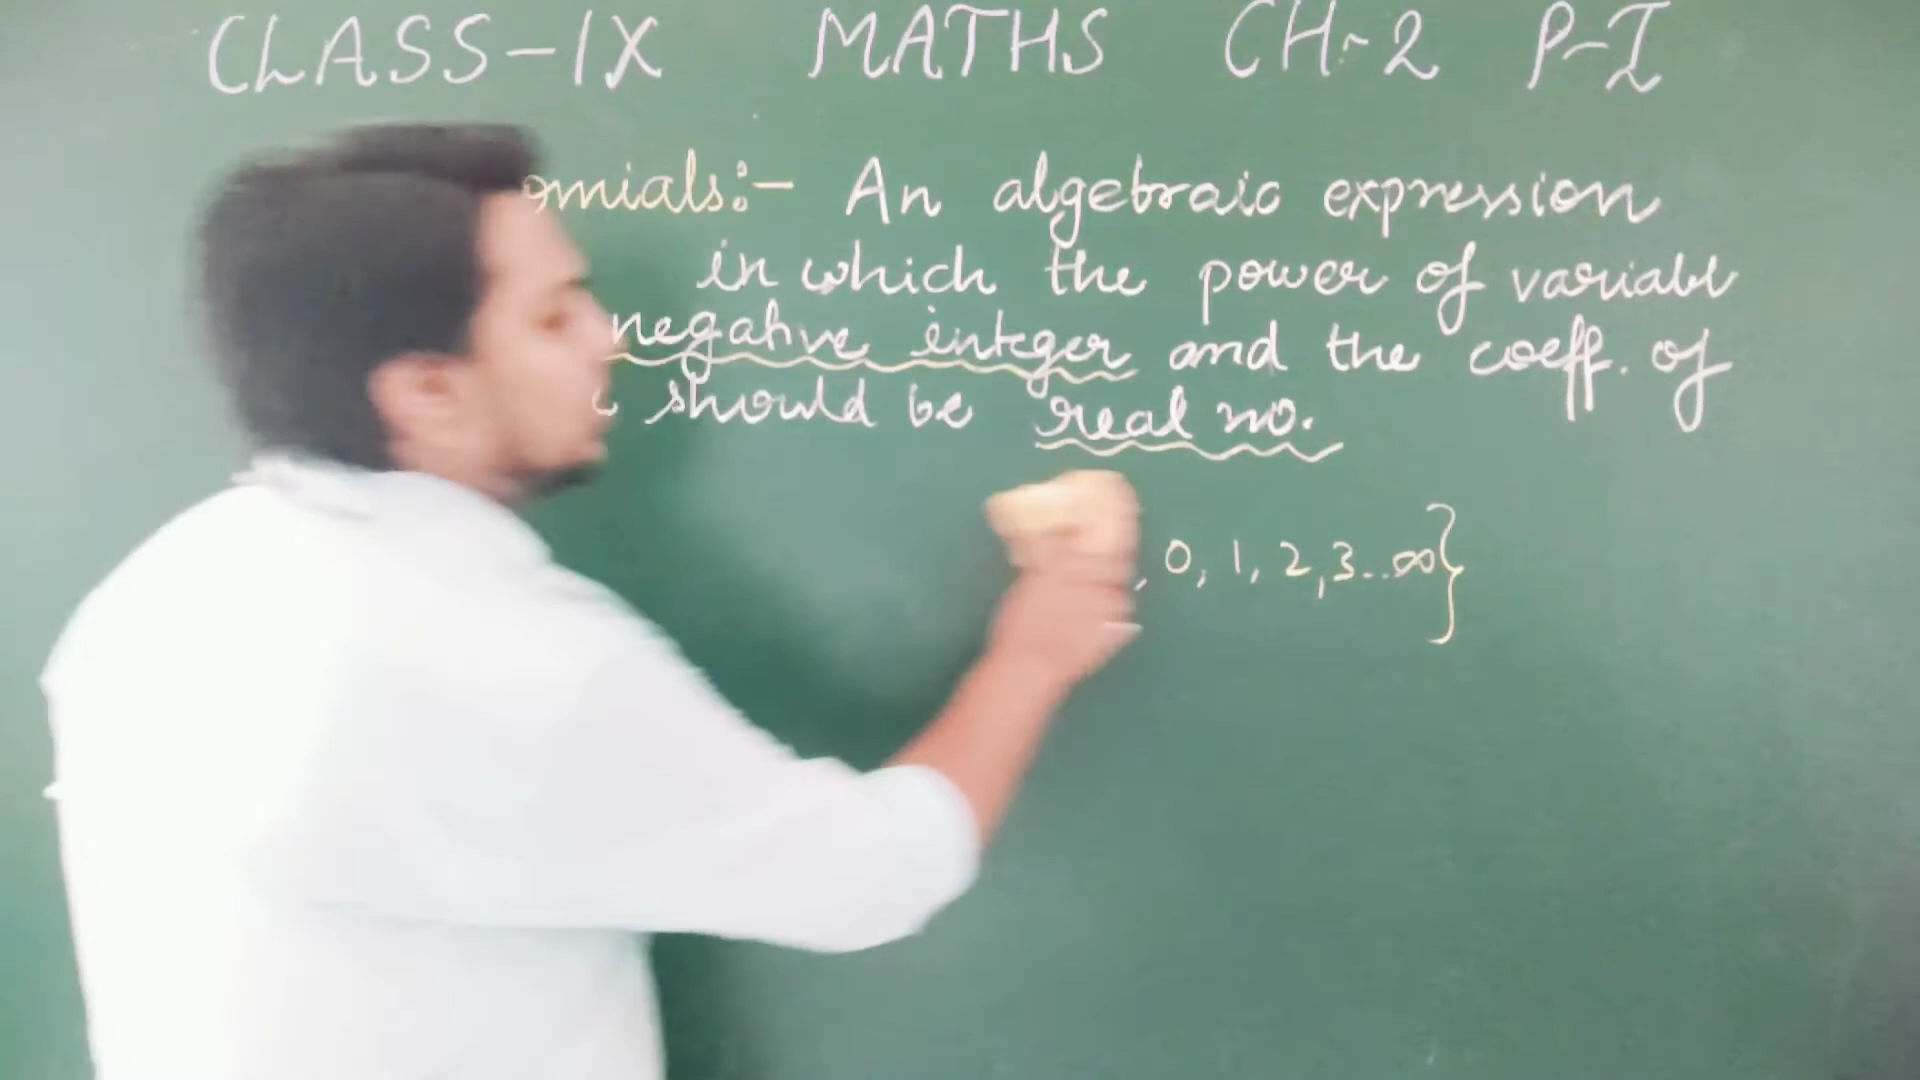 CLASS-IX MATHS CH-2 P-I
omials:- An algebraic expression
in which the power of variabl
negative integer and the coeff. of
should be real no.
, 0, 1, 2, 3..∞}